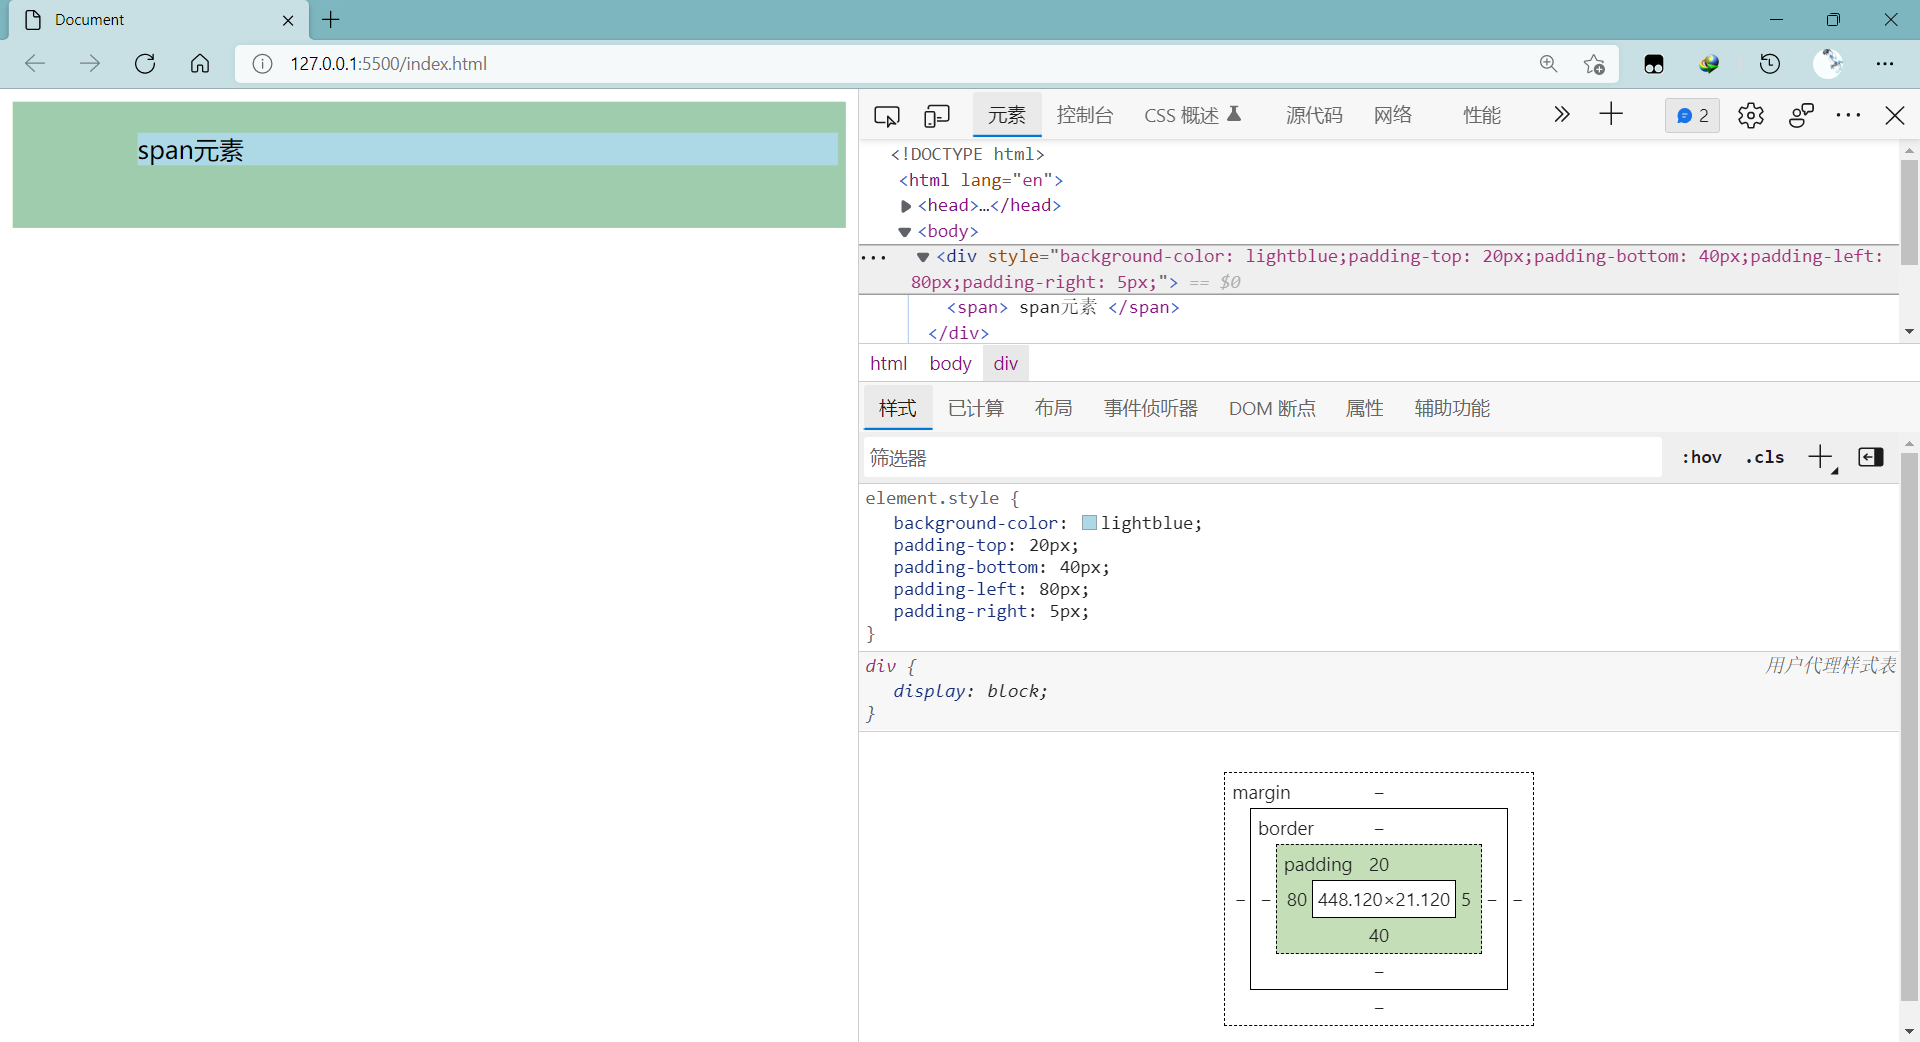 Document
127.0.0.1:5500/index.html
span元素
元素 控制台 CSS 概述 源代码 网络 性能 2
<!DOCTYPE html>
<html lang="en">
<head>…</head>
<body>
<div style="background-color: lightblue;padding-top: 20px;padding-bottom: 40px;padding-left:
80px;padding-right: 5px;"> == $0
<span> span元素 </span>
</div>
html body div
样式 已计算 布局 事件侦听器 DOM 断点 属性 辅助功能
筛选器 :hov .cls
element.style {
background-color: lightblue;
padding-top: 20px;
padding-bottom: 40px;
padding-left: 80px;
padding-right: 5px;
}
div { 用户代理样式表
display: block;
}
margin –
border –
padding 20
– – 80 448.120×21.120 5 – –
40
–
–